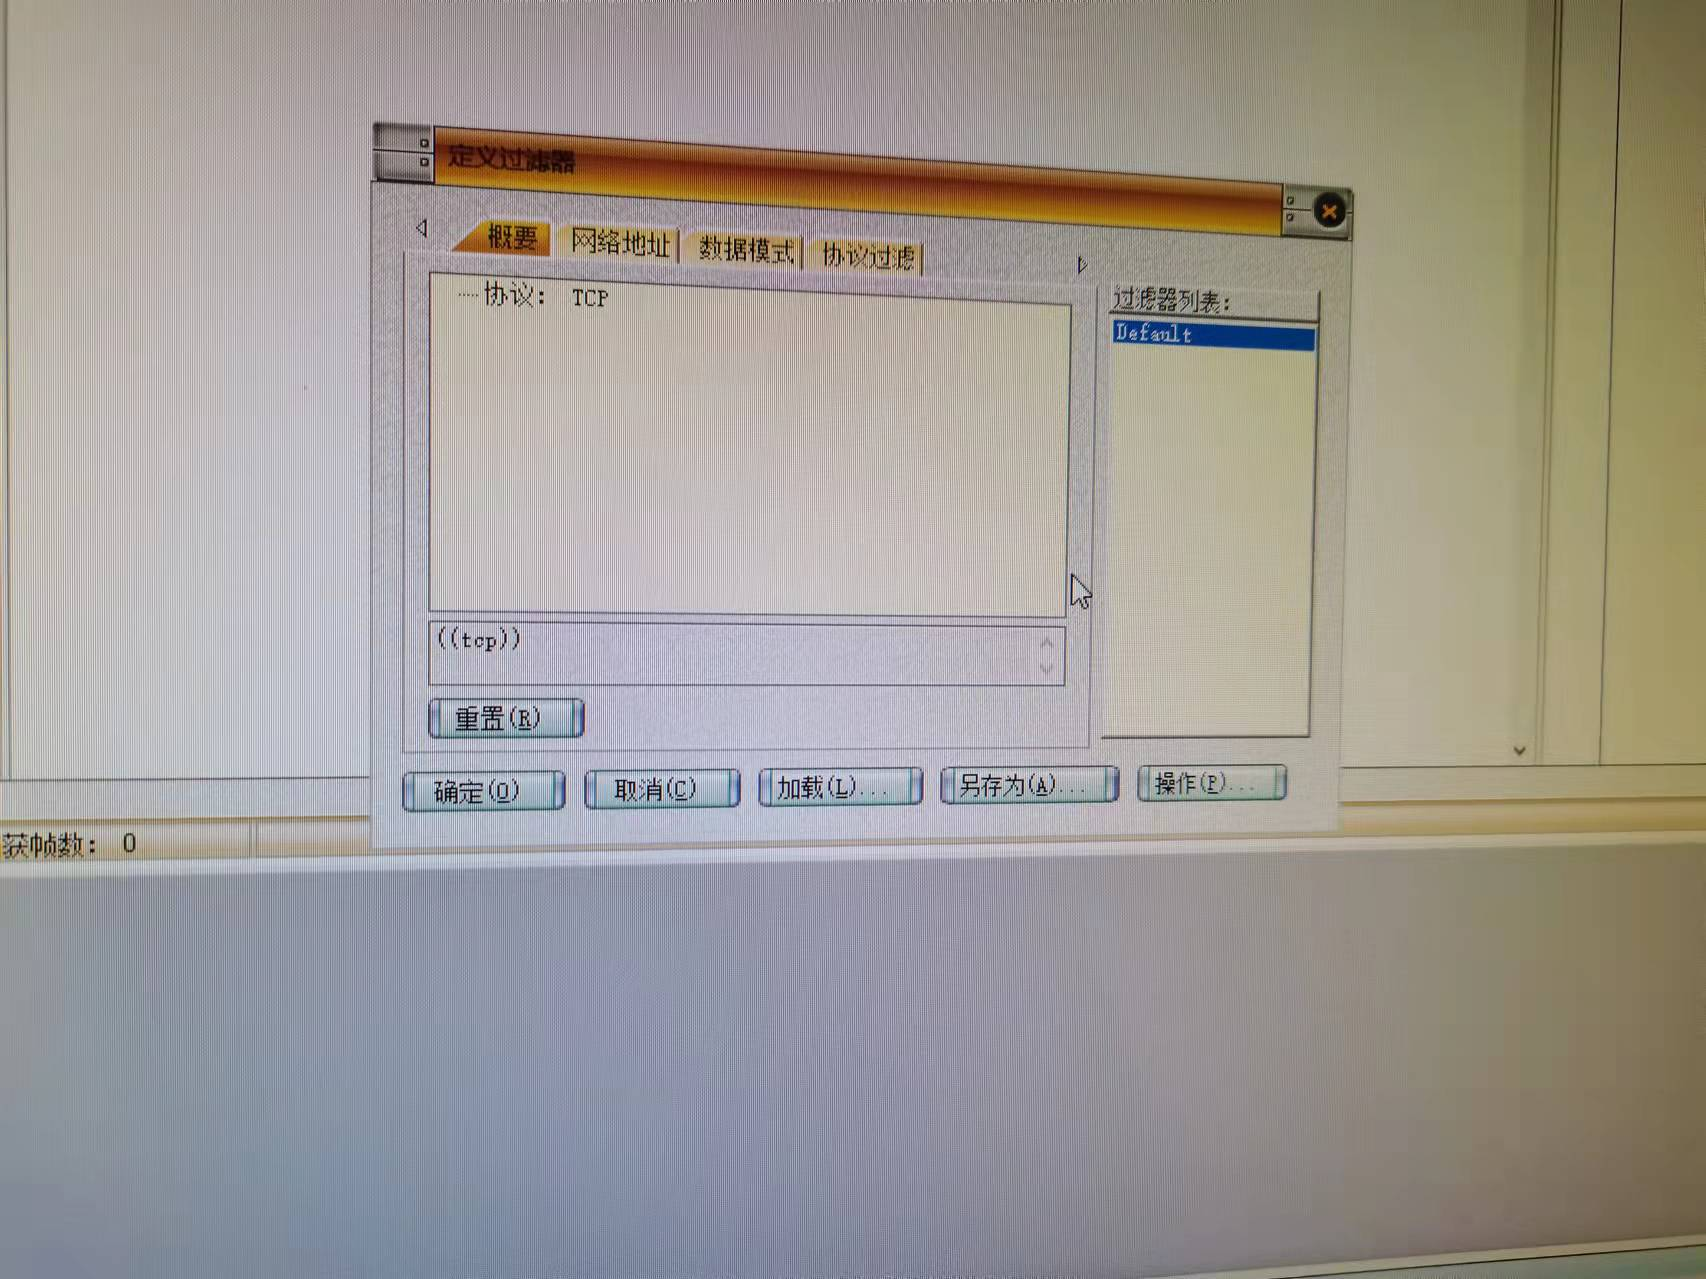 定义过滤器
概要 网络地址 数据模式 协议过滤
协议： TCP
过滤器列表：
Default
((tcp))
重置(R)
确定(O) 取消(C) 加载(L)... 另存为(A)... 操作(P)...
获帧数： 0